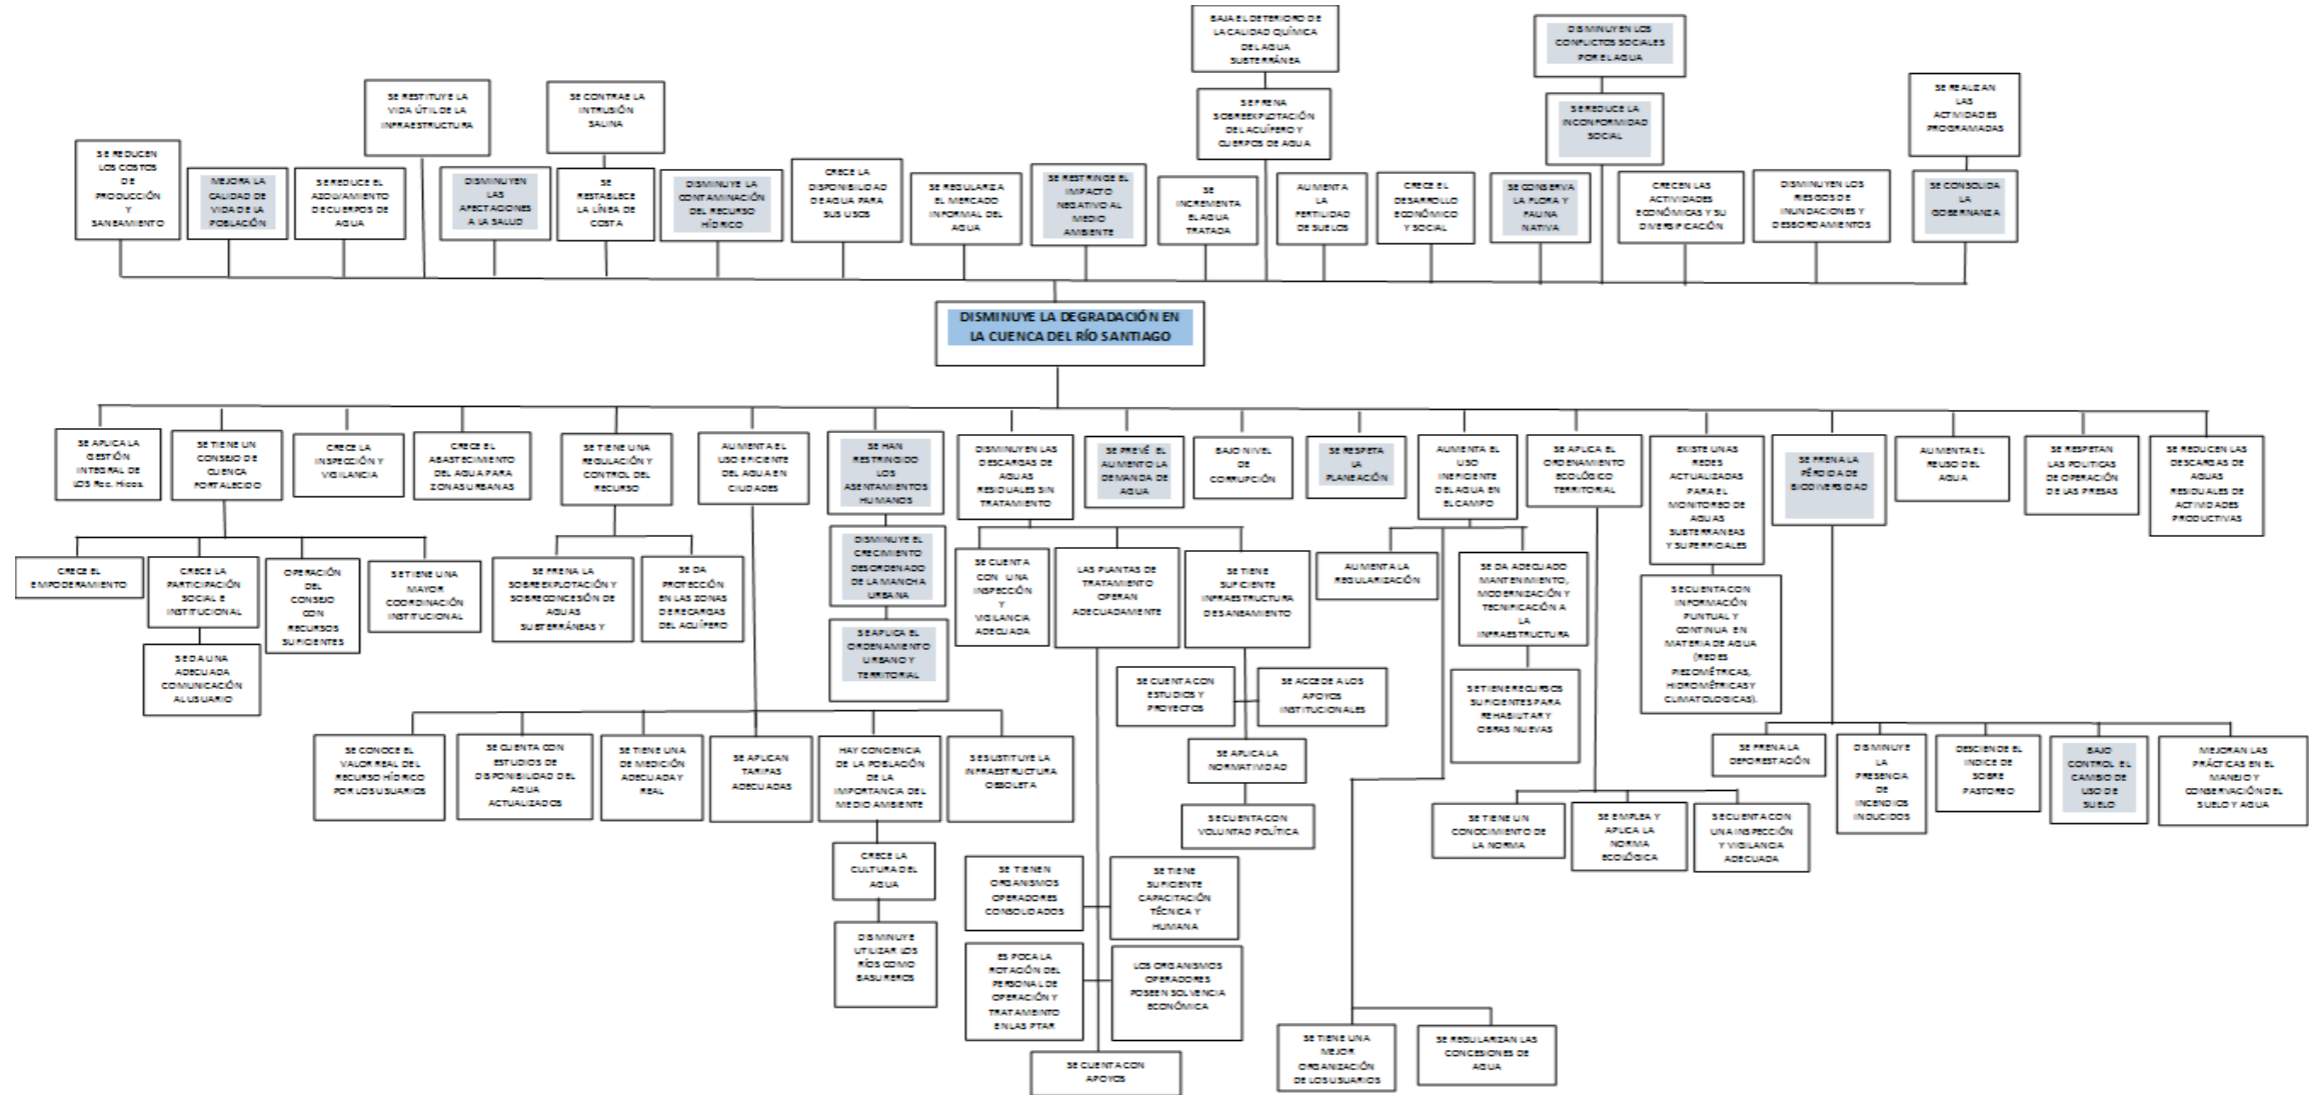 BAJA EL DETERIORO DE
LA CALIDAD QUÍMICA
DEL AGUA
SUBTERRÁNEA
DISMINUYEN LOS
CONFLICTOS SOCIALES
POR EL AGUA
SE RESTITUYE LA
VIDA ÚTIL DE LA
INFRAESTRUCTURA
SE CONTRAE LA
INTRUSIÓN
SALINA
SE FRENA
SOBREEXPLOTACIÓN
DEL ACUÍFERO Y
CUERPOS DE AGUA
SE REDUCE LA
INCONFORMIDAD
SOCIAL
SE REALIZAN
LAS
ACTIVIDADES
PROGRAMADAS
SE REDUCEN
LOS COSTOS
DE
PRODUCCIÓN
Y
SANEAMIENTO
MEJORA LA
CALIDAD DE
VIDA DE LA
POBLACIÓN
SE REDUCE EL
AZOLVAMIENTO
DE CUERPOS DE
AGUA
DISMINUYEN
LAS
AFECTACIONES
A LA SALUD
SE
RESTABLECE
LA LÍNEA DE
COSTA
DISMINUYE LA
CONTAMINACIÓN
DEL RECURSO
HÍDRICO
CRECE LA
DISPONIBILIDAD
DE AGUA PARA
SUS USOS
SE REGULARIZA
EL MERCADO
INFORMAL DEL
AGUA
SE RESTRINGE EL
IMPACTO
NEGATIVO AL
MEDIO
AMBIENTE
SE
INCREMENTA
EL AGUA
TRATADA
AUMENTA
LA
FERTILIDAD
DE SUELOS
CRECE EL
DESARROLLO
ECONÓMICO
Y SOCIAL
SE CONSERVA
LA FLORA Y
FAUNA
NATIVA
CRECEN LAS
ACTIVIDADES
ECONÓMICAS Y SU
DIVERSIFICACIÓN
DISMINUYEN LOS
RIESGOS DE
INUNDACIONES Y
DESBORDAMIENTOS
SE CONSOLIDA
LA
GOBERNANZA
DISMINUYE LA DEGRADACIÓN EN
LA CUENCA DEL RÍO SANTIAGO
SE APLICA LA
GESTIÓN
INTEGRAL DE
LOS Rec. Hicos.
SE TIENE UN
CONSEJO DE
CUENCA
FORTALECIDO
CRECE LA
INSPECCIÓN Y
VIGILANCIA
CRECE EL
ABASTECIMIENTO
DEL AGUA PARA
ZONAS URBANAS
SE TIENE UNA
REGULACIÓN Y
CONTROL DEL
RECURSO
AUMENTA EL
USO EFICIENTE
DEL AGUA EN
CIUDADES
SE HAN
RESTRINGIDO
LOS
ASENTAMIENTOS
HUMANOS
DISMINUYEN LAS
DESCARGAS DE
AGUAS
RESIDUALES SIN
TRATAMIENTO
SE PREVÉ EL
AUMENTO LA
DEMANDA DE
AGUA
BAJO NIVEL
DE
CORRUPCIÓN
SE RESPETA
LA
PLANEACIÓN
AUMENTA EL
USO
INEFICIENTE
DEL AGUA EN
EL CAMPO
SE APLICA EL
ORDENAMIENTO
ECOLÓGICO
TERRITORIAL
EXISTE UNAS
REDES
ACTUALIZADAS
PARA EL
MONITOREO DE
AGUAS
SUBTERRANEAS
Y SUPERFICIALES
SE FRENA LA
PÉRDIDA DE
BIODIVERSIDAD
AUMENTA EL
REUSO DEL
AGUA
SE RESPETAN
LAS POLITICAS
DE OPERACIÓN
DE LAS PRESAS
SE REDUCEN LAS
DESCARGAS DE
AGUAS
RESIDUALES DE
ACTIVIDADES
PRODUCTIVAS
CRECE EL
EMPODERAMIENTO
CRECE LA
PARTICIPACIÓN
SOCIAL E
INSTITUCIONAL
OPERACIÓN
DEL
CONSEJO
CON
RECURSOS
SUFICIENTES
SE TIENE UNA
MAYOR
COORDINACIÓN
INSTITUCIONAL
SE FRENA LA
SOBREEXPLOTACIÓN Y
SOBRECONCESIÓN DE
AGUAS
SUBTERRÁNEAS Y
SE DA
PROTECCIÓN
EN LAS ZONAS
DE RECARGAS
DEL ACUÍFERO
DISMINUYE EL
CRECIMIENTO
DESORDENADO
DE LA MANCHA
URBANA
SE CUENTA
CON UNA
INSPECCIÓN
Y
VIGILANCIA
ADECUADA
LAS PLANTAS DE
TRATAMIENTO
OPERAN
ADECUADAMENTE
SE TIENE
SUFICIENTE
INFRAESTRUCTURA
DE SANEAMIENTO
AUMENTA LA
REGULARIZACIÓN
SE DA ADECUADO
MANTENIMIENTO,
MODERNIZACIÓN Y
TECNIFICACIÓN A
LA
INFRAESTRUCTURA
SE CUENTA CON
INFORMACIÓN
PUNTUAL Y
CONTINUA EN
MATERIA DE AGUA
(REDES
PIEZOMÉTRICAS,
HIDROMÉTRICAS Y
CLIMATOLOGICAS).
SE DA UNA
ADECUADA
COMUNICACIÓN
AL USUARIO
SE APLICA EL
ORDENAMIENTO
URBANO Y
TERRITORIAL
SE CUENTA CON
ESTUDIOS Y
PROYECTOS
SE ACCEDE A LOS
APOYOS
INSTITUCIONALES
SE TIENE RECURSOS
SUFICIENTES PARA
REHABILITAR Y
OBRAS NUEVAS
SE CONOCE EL
VALOR REAL DEL
RECURSO HÍDRICO
POR LOS USUARIOS
SE CUENTA CON
ESTUDIOS DE
DISPONIBILIDAD DEL
AGUA
ACTUALIZADOS
SE TIENE UNA
DE MEDICIÓN
ADECUADA Y
REAL
SE APLICAN
TARIFAS
ADECUADAS
HAY CONCIENCIA
DE LA POBLACIÓN
DE LA
IMPORTANCIA DEL
MEDIO AMBIENTE
SE SUSTITUYE LA
INFRAESTRUCTURA
OBSOLETA
SE APLICA LA
NORMATIVIDAD
SE CUENTA CON
VOLUNTAD POLÍTICA
SE FRENA LA
DEFORESTACIÓN
DISMINUYE
LA
PRESENCIA
DE
INCENDIOS
INDUCIDOS
DESCIENDE EL
INDICE DE
SOBRE
PASTOREO
BAJO
CONTROL EL
CAMBIO DE
USO DE
SUELO
MEJORAN LAS
PRÁCTICAS EN EL
MANEJO Y
CONSERVACIÓN DEL
SUELO Y AGUA
SE TIENE UN
CONOCIMIENTO DE
LA NORMA
SE EMPLEA Y
APLICA LA
NORMA
ECOLÓGICA
SE CUENTA CON
UNA INSPECCIÓN
Y VIGILANCIA
ADECUADA
CRECE LA
CULTURA DEL
AGUA
SE TIENEN
ORGANISMOS
OPERADORES
CONSOLIDADOS
SE TIENE
SUFICIENTE
CAPACITACIÓN
TÉCNICA Y
HUMANA
DISMINUYE
UTILIZAR LOS
RÍOS COMO
BASUREROS
ES POCA LA
ROTACIÓN DEL
PERSONAL DE
OPERACIÓN Y
TRATAMEINTO
EN LAS PTAR
LOS ORGANISMOS
OPERADORES
POSEEN SOLVENCIA
ECONÓMICA
SE CUENTA CON
APOYOS
SE TIENE UNA
MEJOR
ORGANIZACIÓN
DE LOS USUARIOS
SE REGULARIZAN LAS
CONCESIONES DE
AGUA